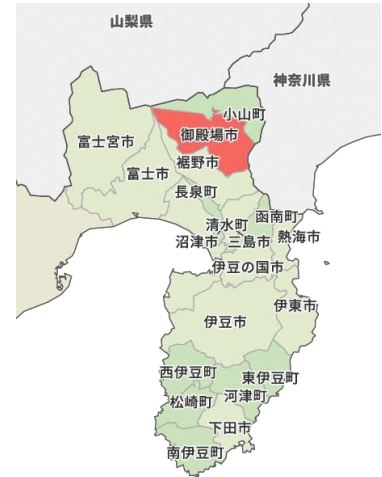 山梨県
神奈川県
小山町
御殿場市
富士宮市
裾野市
富士市
長泉町
函南町
清水町
熱海市
沼津市
三島市
伊豆の国市
伊東市
伊豆市
西伊豆町
東伊豆町
河津町
松崎町
下田市
南伊豆町